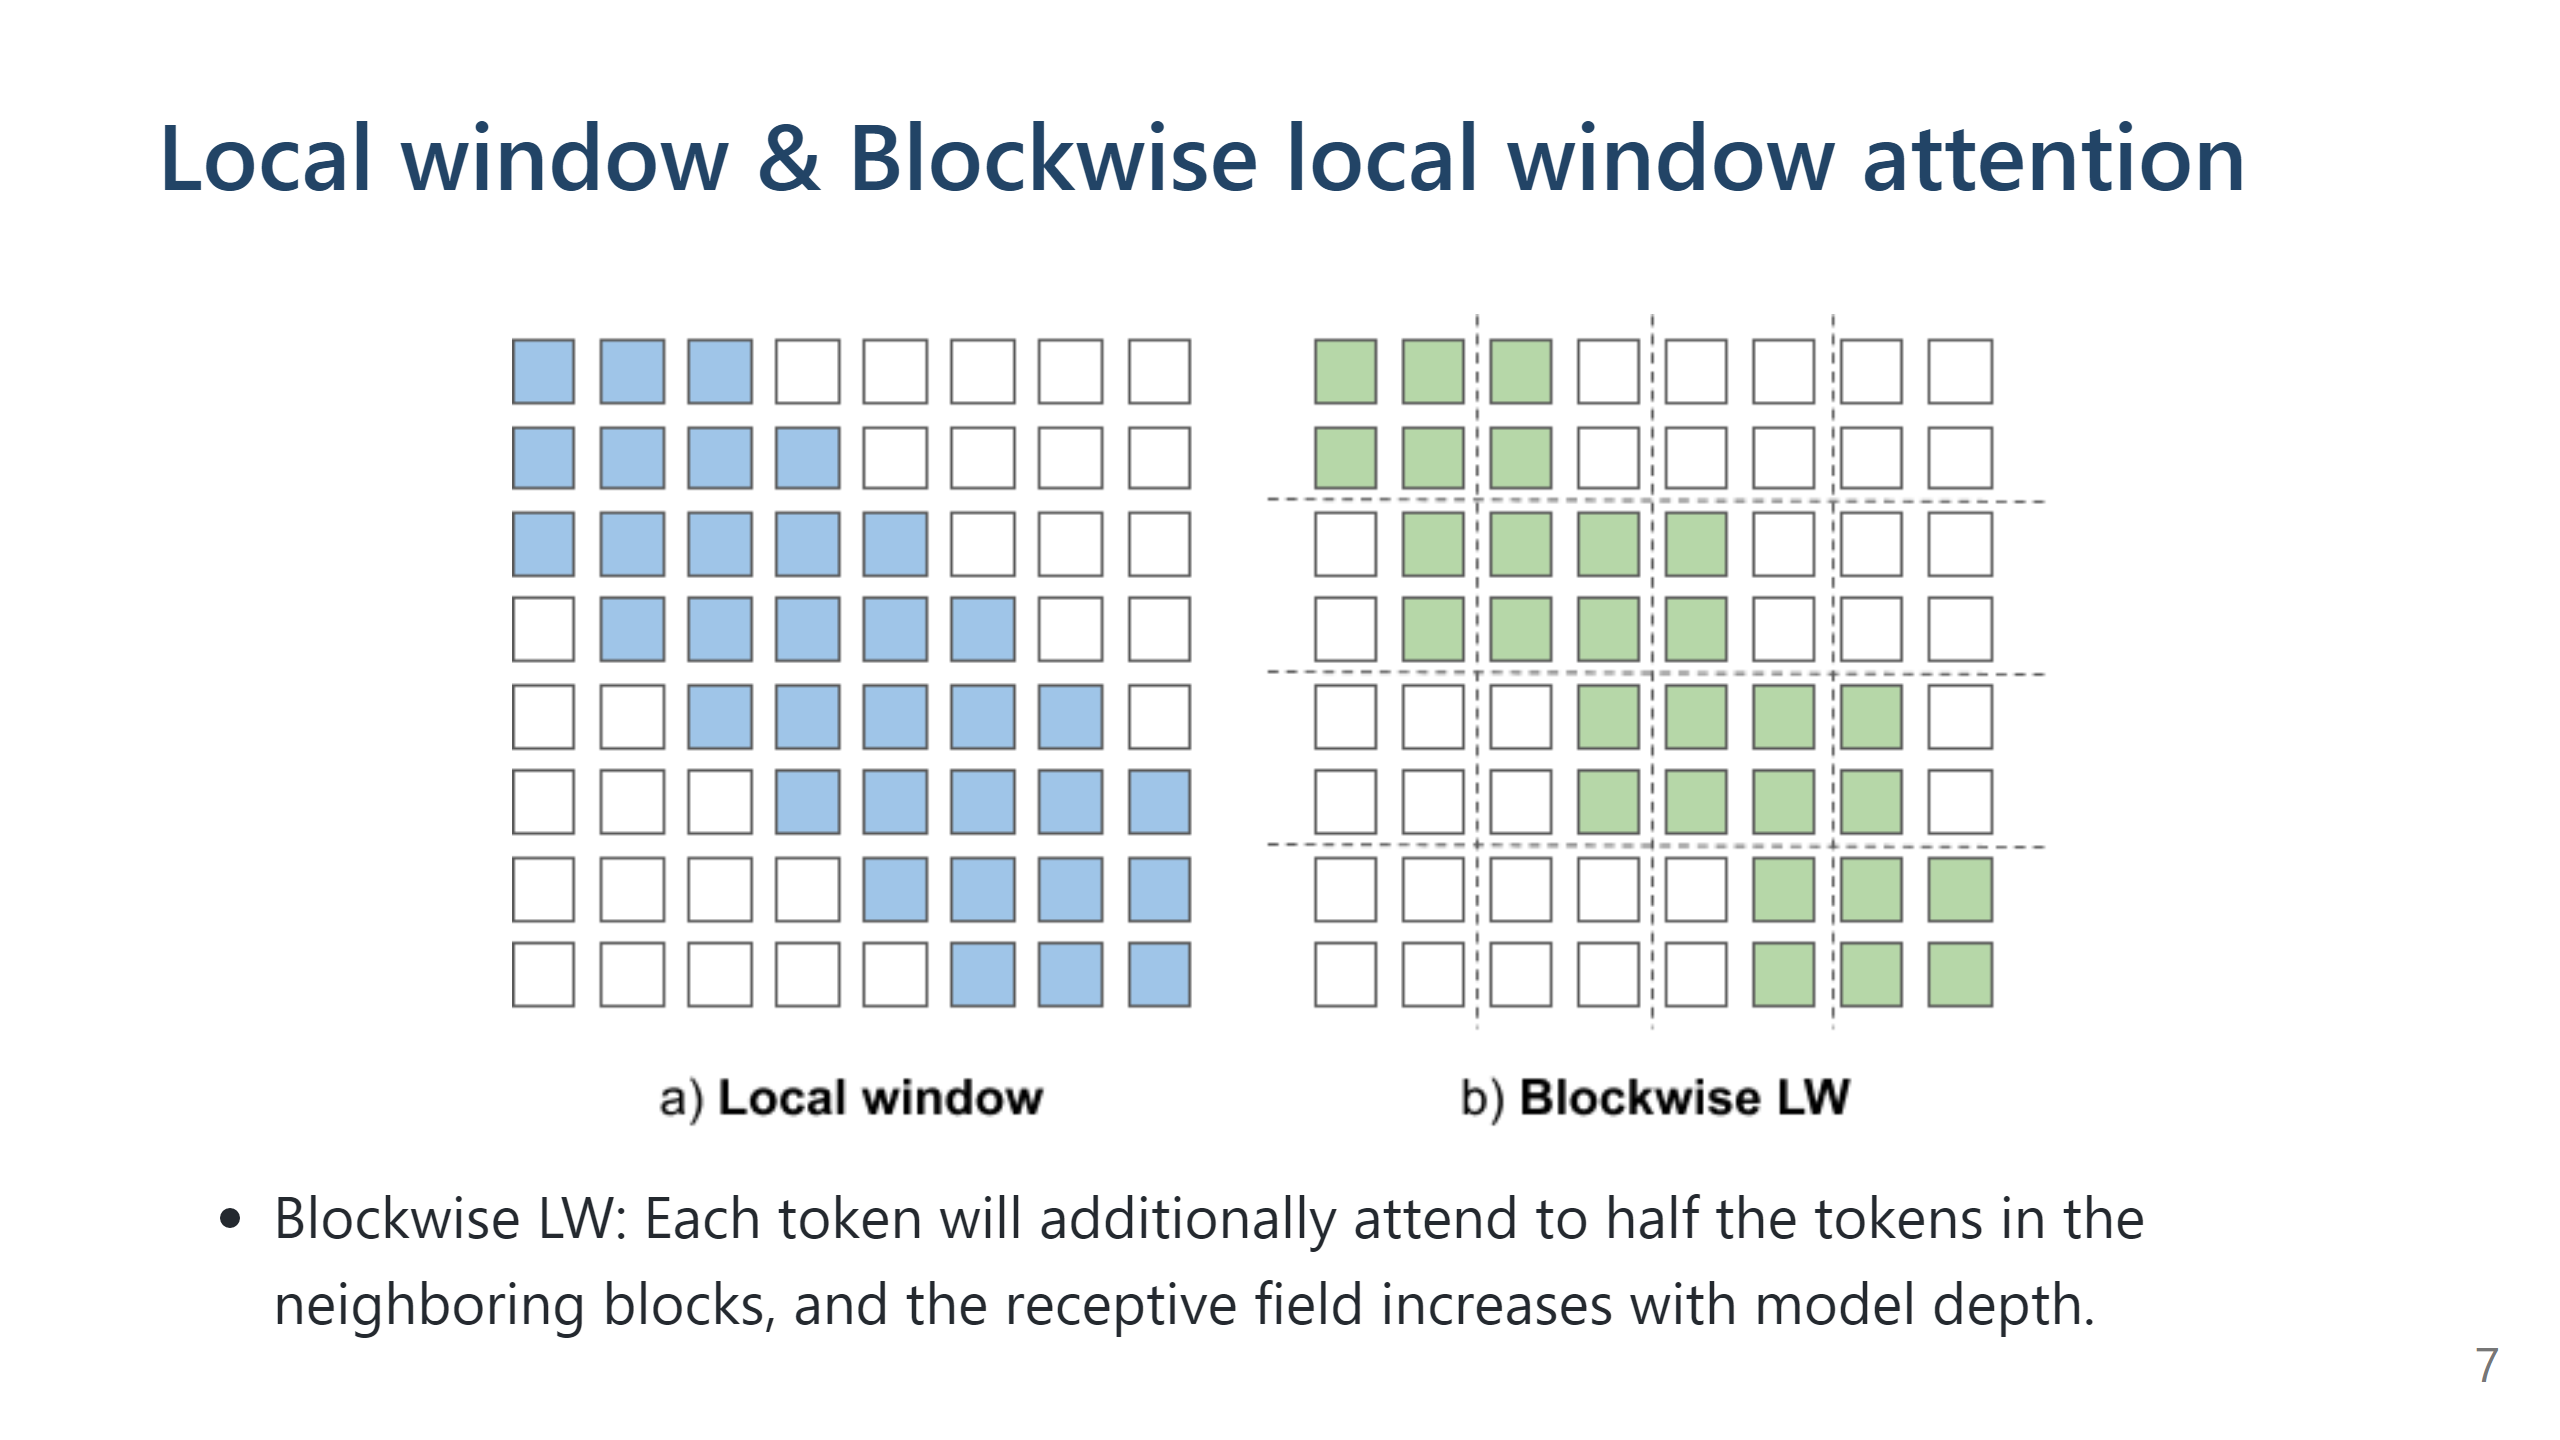 Local window & Blockwise local window attention
a) Local window
b) Blockwise LW
• Blockwise LW: Each token will additionally attend to half the tokens in the
neighboring blocks, and the receptive field increases with model depth.
7